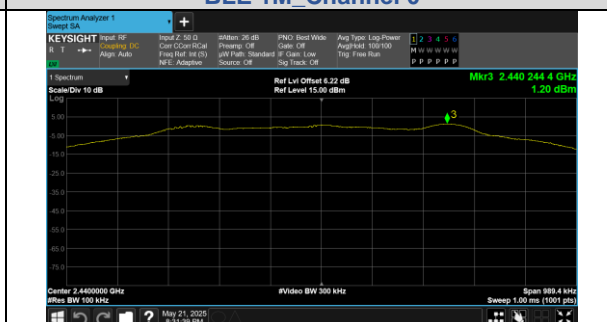 Spectrum Analyzer 1
Swept SA
+
KEYSIGHT Input: RF Input Z: 50 Ω #Atten: 26 dB PNO: Best Wide Avg Type: Log-Power 1 2 3 4 5 6
R T Coupling: DC Corr CCorr RCal Preamp: Off Gate: Off Avg|Hold: 100/100 M W W W W W
Align: Auto Freq Ref: Int (S) µW Path: Standard IF Gain: Low Trig: Free Run
NFE: Adaptive Source: Off Sig Track: Off P P P P P P
1 Spectrum Ref Lvl Offset 6.22 dB Mkr3 2.440 244 4 GHz
Scale/Div 10 dB Ref Level 15.00 dBm 1.20 dBm
Log
3
5.00
-5.00
-15.0
-25.0
-35.0
-45.0
-55.0
-65.0
-75.0
Center 2.4400000 GHz #Video BW 300 kHz Span 989.4 kHz
#Res BW 100 kHz Sweep 1.00 ms (1001 pts)
? May 21, 2025